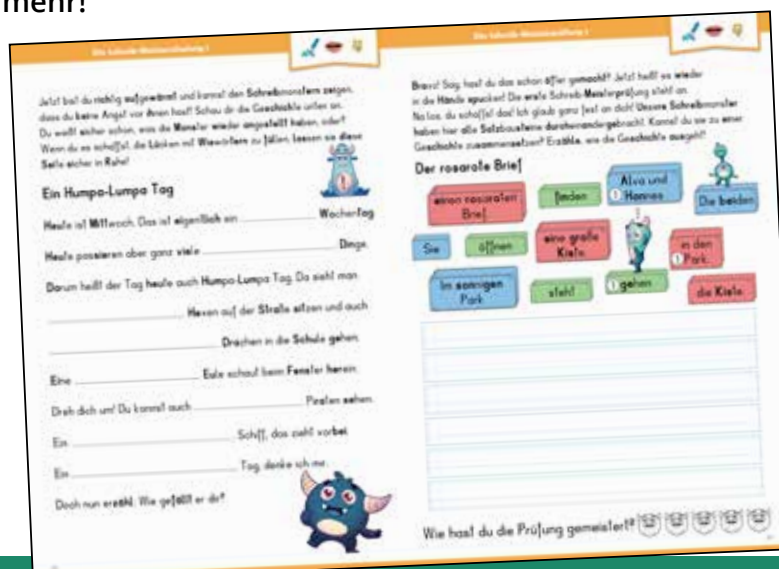 mehr!
Jetzt bist du richtig aufgewärmt und kannst den Schreibmonstern zeigen,
dass du keine Angst vor ihnen hast! Schau dir die Geschichte unten an.
Du weißt sicher schon, was die Monster wieder angestellt haben, oder?
Wenn du es schaffst, die Lücken mit Wiewörtern zu füllen, lassen sie diese
Seite sicher in Ruhe!
Ein Humpa-Lumpa Tag
Heute ist Mittwoch. Das ist eigentlich ein Wochentag
Heute passieren aber ganz viele Dinge.
Darum heißt der Tag heute auch Humpa-Lumpa Tag. Da sieht man
Hexen auf der Straße sitzen und auch
Drachen in die Schule gehen.
Eine Eule schaut beim Fenster herein.
Dreh dich um! Du kannst auch Piraten sehen.
Ein Schiff, das zieht vorbei.
Ein Tag, denke ich mir.
Doch nun erzähl: Wie gefällt er dir?
Bravo! Sag, hast du das schon öfter gemacht? Jetzt heißt es wieder
in die Hände spucken! Die erste Schreib-Meisterprüfung steht an.
Na los, du schaffst das! Ich glaub ganz fest an dich! Unsere Schreibmonster
haben hier alle Satzbausteine durcheinandergebracht. Kannst du sie zu einer
Geschichte zusammensetzen? Erzähle, wie die Geschichte ausgeht!
Der rosarote Brief
einen rosaroten
Brief.
finden
Alva und
Hannes
Die beiden
Sie
öffnen
eine große
Kiste.
in den
Park.
Im sonnigen
Park
steht
gehen
die Kiste.
Wie hast du die Prüfung gemeistert?